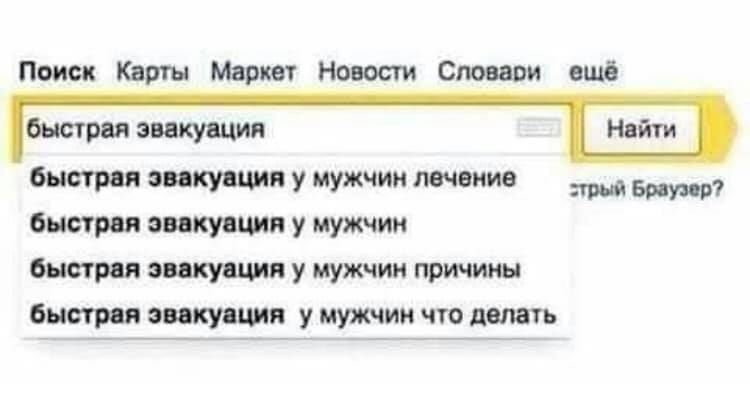 Поиск Карты Маркет Новости Словари ещё
быстрая эвакуация Найти
быстрая эвакуация у мужчин лечение
стрый Браузер?
быстрая эвакуация у мужчин
быстрая эвакуация у мужчин причины
быстрая эвакуация у мужчин что делать